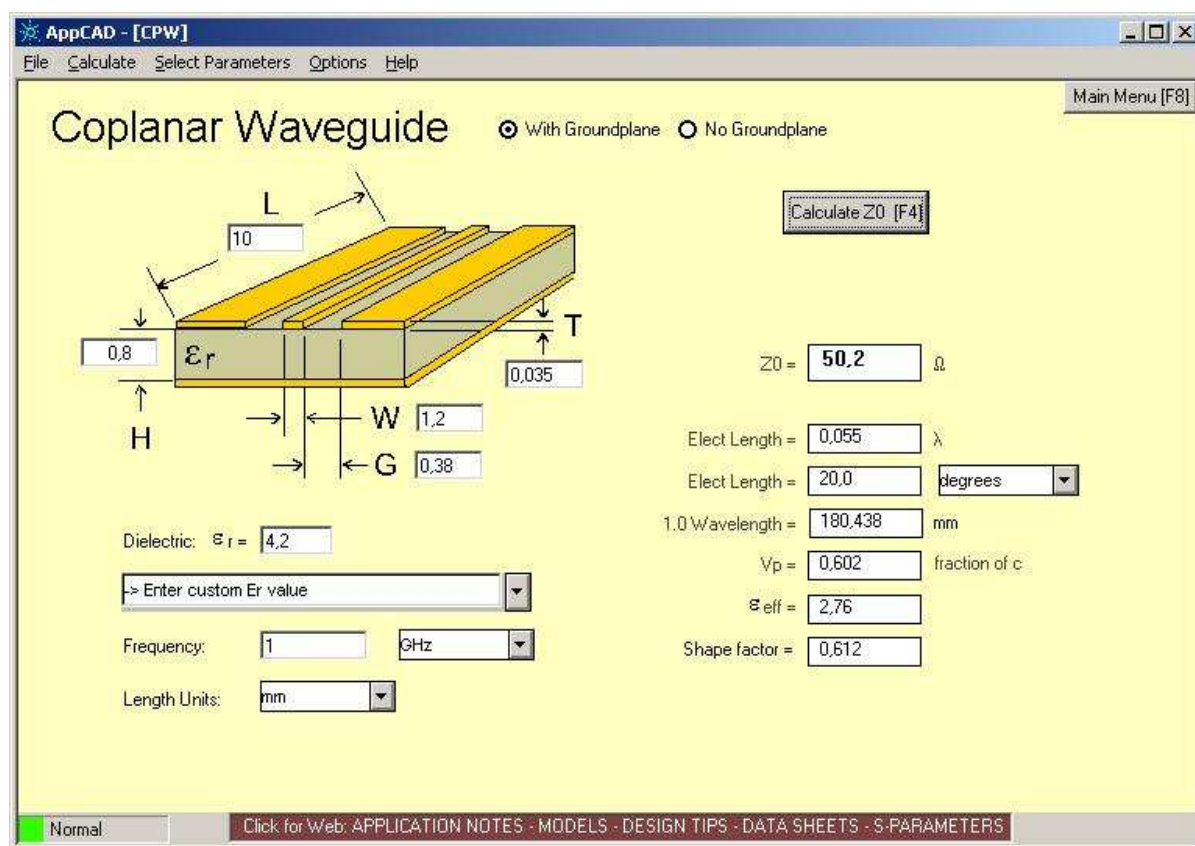 AppCAD - [CPW]
File Calculate Select Parameters Options Help
Main Menu [F8]
Coplanar Waveguide
With Groundplane No Groundplane
Calculate Z0 [F4]
L
10
0,8
H
εr
T
0,035
W 1,2
G 0,38
Z0 = 50,2 Ω
Elect Length = 0,055 λ
Elect Length = 20,0 degrees
1.0 Wavelength = 180,438 mm
Vp = 0,602 fraction of c
ε eff = 2,76
Shape factor = 0,612
Dielectric: ε r = 4,2
-> Enter custom Er value
Frequency: 1 GHz
Length Units: mm
Normal
Click for Web: APPLICATION NOTES - MODELS - DESIGN TIPS - DATA SHEETS - S-PARAMETERS